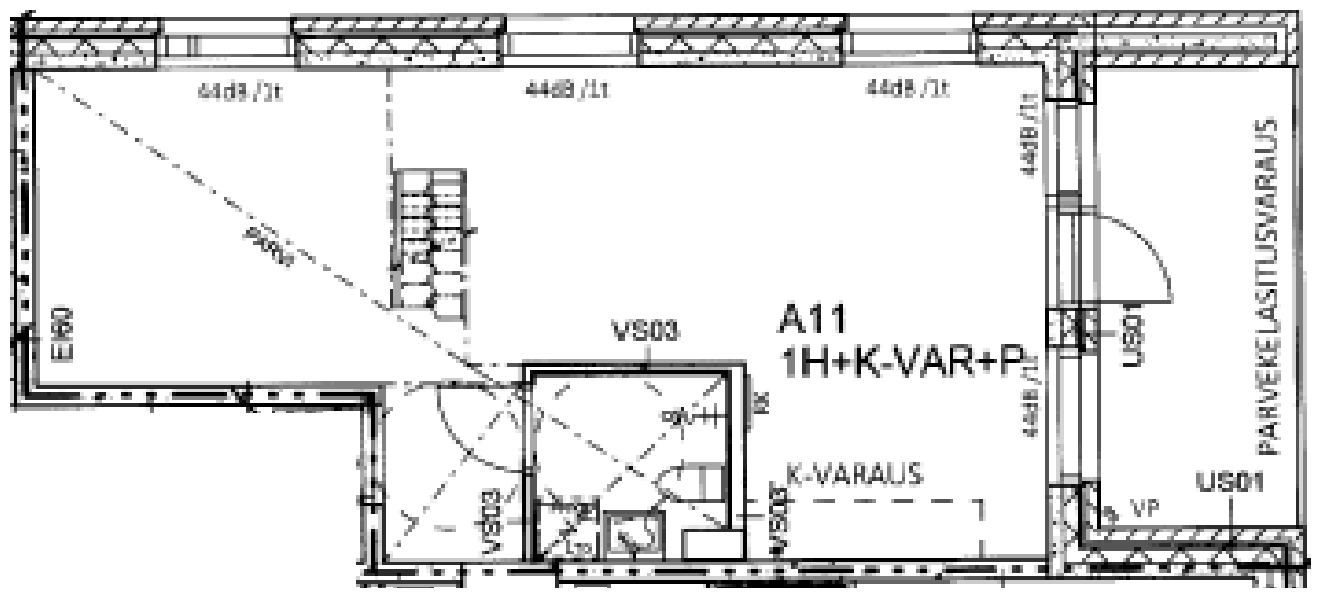 44dB/1t
44dB/1t
44dB/1t
44dB/1t
PARVI
EI60
VS03
A11
1H+K-VAR+P
US01
44dB/1t
PARVEKELASITUSVARAUS
K-VARAUS
VS03
VS03
VP
US01